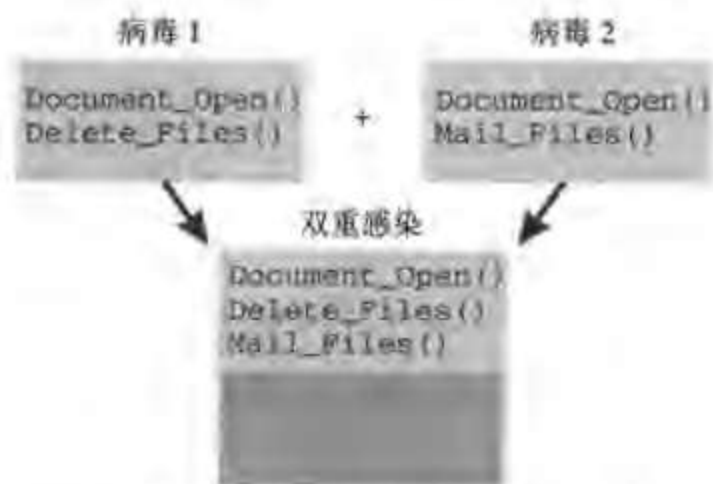 病毒 1
病毒 2
Document_Open()
Delete_Files()
+
Document_Open()
Mail_Files()
双重感染
Document_Open()
Delete_Files()
Mail_Files()